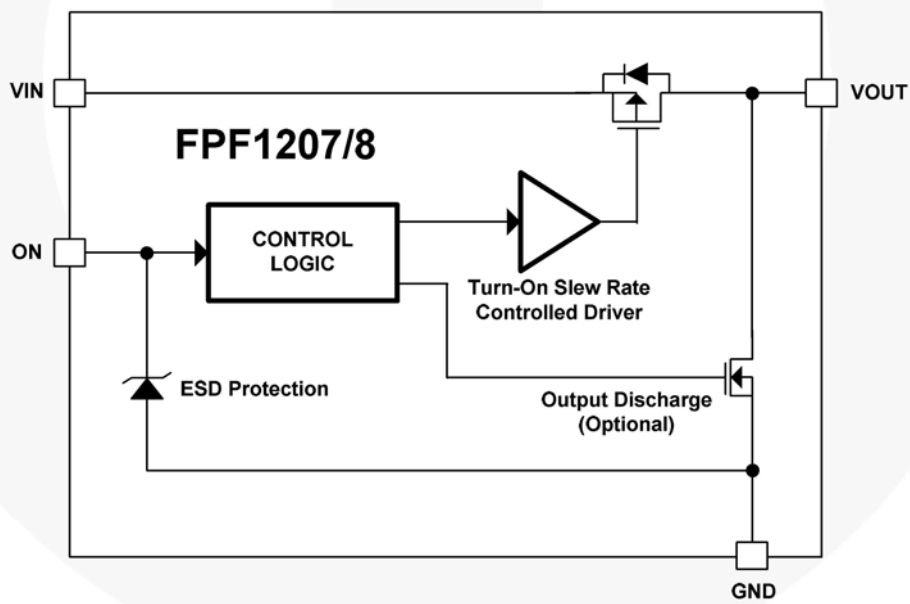 VIN
VOUT
FPF1207/8
ON
CONTROL
LOGIC
Turn-On Slew Rate
Controlled Driver
ESD Protection
Output Discharge
(Optional)
GND